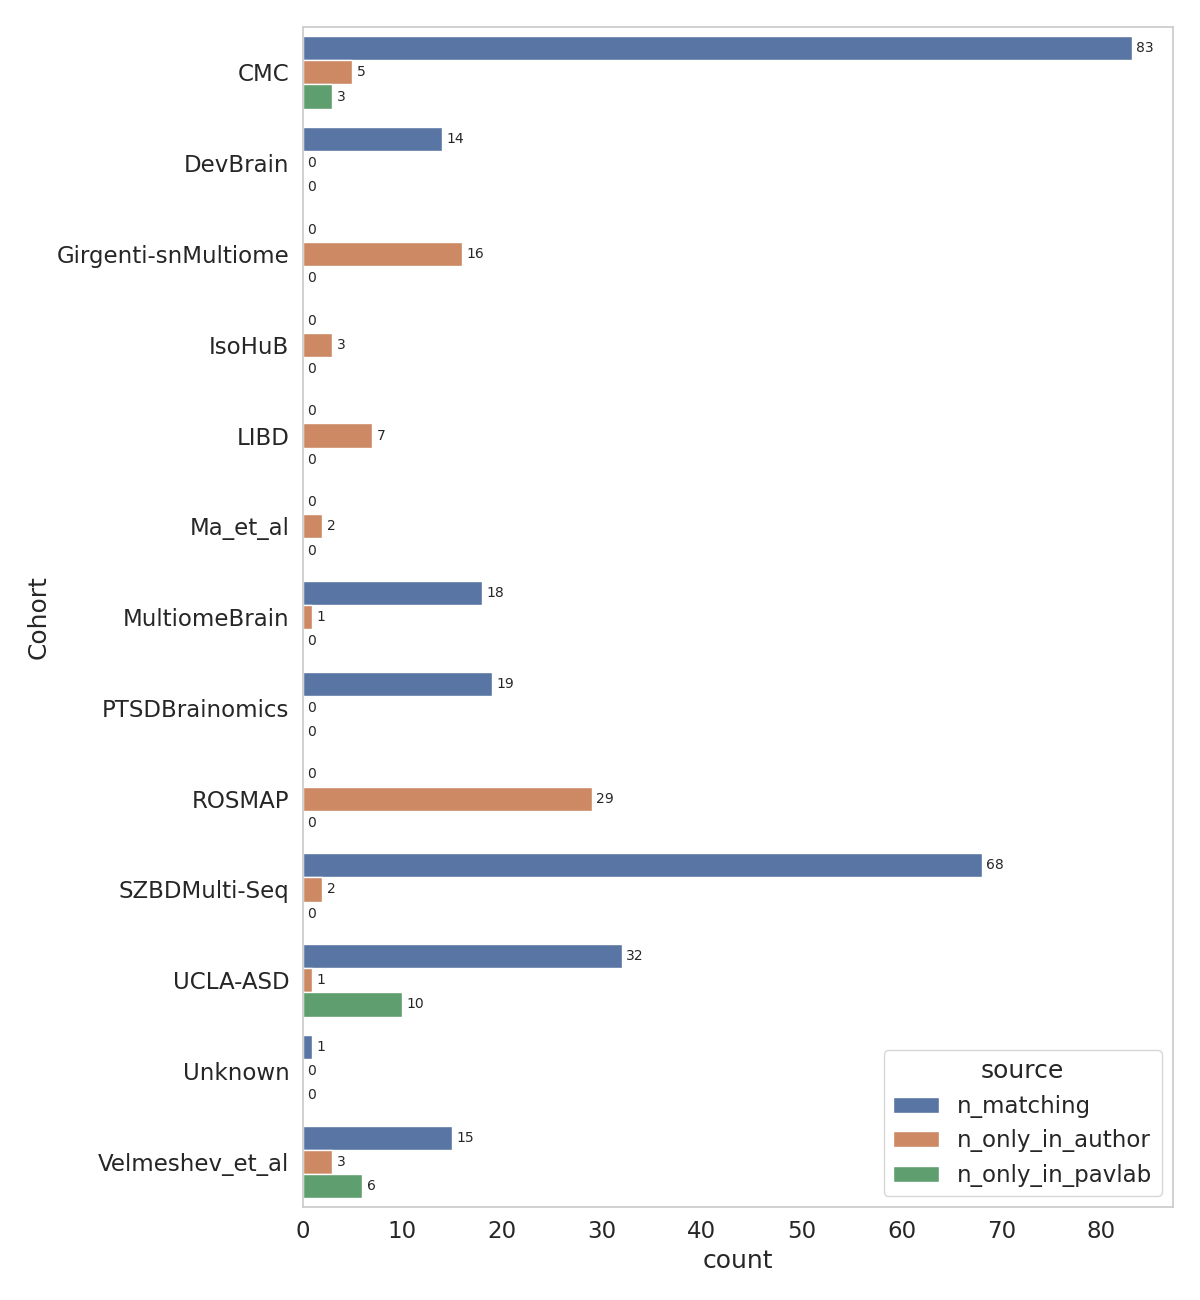 CMC
83
5
3
DevBrain
14
0
0
Girgenti-snMultiome
0
16
0
IsoHuB
0
3
0
LIBD
0
7
0
Ma_et_al
0
2
0
MultiomeBrain
18
1
0
PTSDBrainomics
19
0
0
ROSMAP
0
29
0
SZBDMulti-Seq
68
2
0
UCLA-ASD
32
1
10
Unknown
1
0
0
Velmeshev_et_al
15
3
6
Cohort
source
n_matching
n_only_in_author
n_only_in_pavlab
0 10 20 30 40 50 60 70 80
count